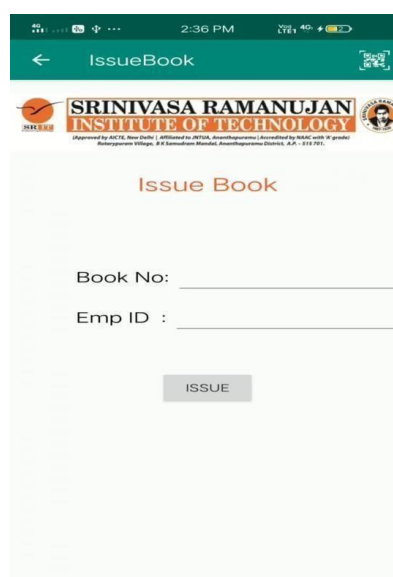 2:36 PM
IssueBook
SRINIVASA RAMANUJAN
INSTITUTE OF TECHNOLOGY
(Approved by AICTE, New Delhi | Affiliated to JNTUA, Ananthapuramu | Accredited by NAAC with 'A' grade)
Rotarypuram Village, B K Samudram Mandal, Ananthapuramu District, A.P. - 515 701.
Issue Book
Book No:
Emp ID :
ISSUE